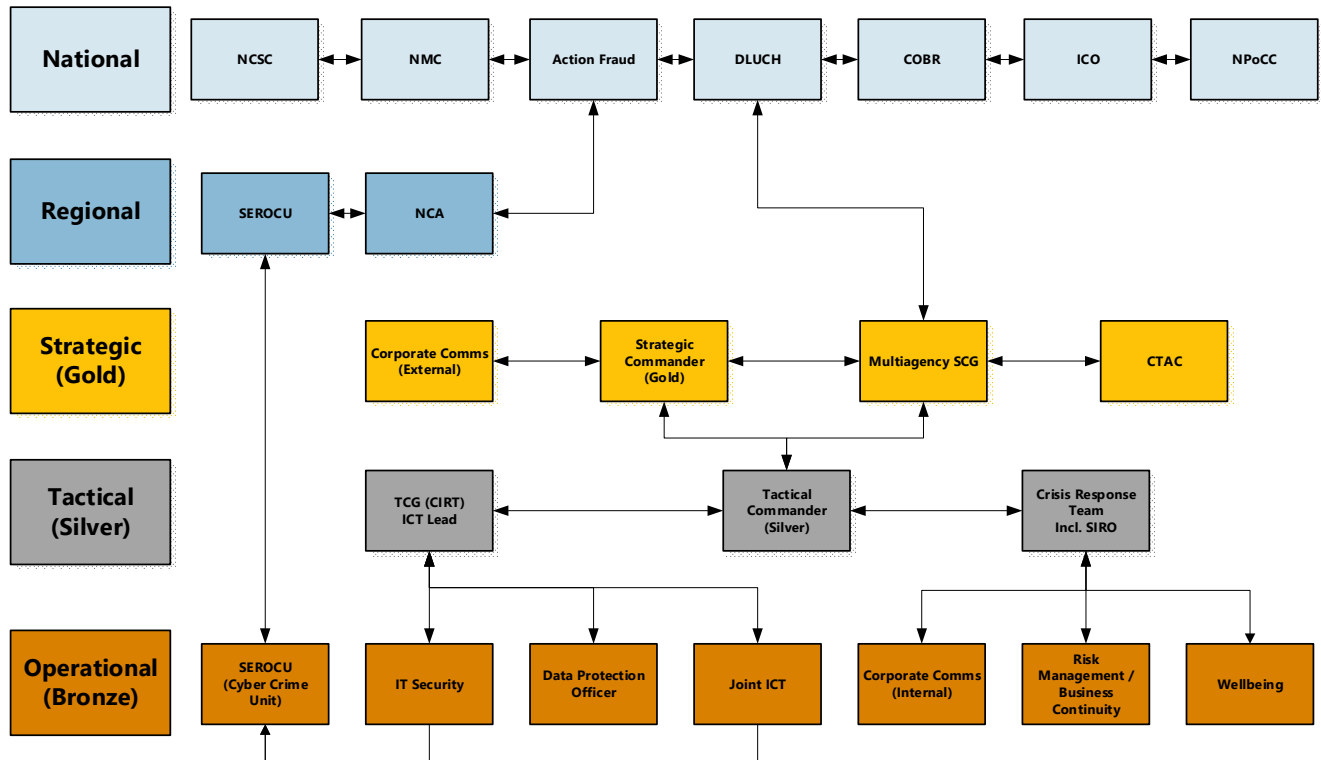 National
NCSC
NMC
Action Fraud
DLUCH
COBR
ICO
NPoCC
Regional
SEROCU
NCA
Strategic
(Gold)
Corporate Comms
(External)
Strategic
Commander
(Gold)
Multiagency SCG
CTAC
Tactical
(Silver)
TCG (CIRT)
ICT Lead
Tactical
Commander
(Silver)
Crisis Response
Team
Incl. SIRO
Operational
(Bronze)
SEROCU
(Cyber Crime
Unit)
IT Security
Data Protection
Officer
Joint ICT
Corporate Comms
(Internal)
Risk
Management /
Business
Continuity
Wellbeing